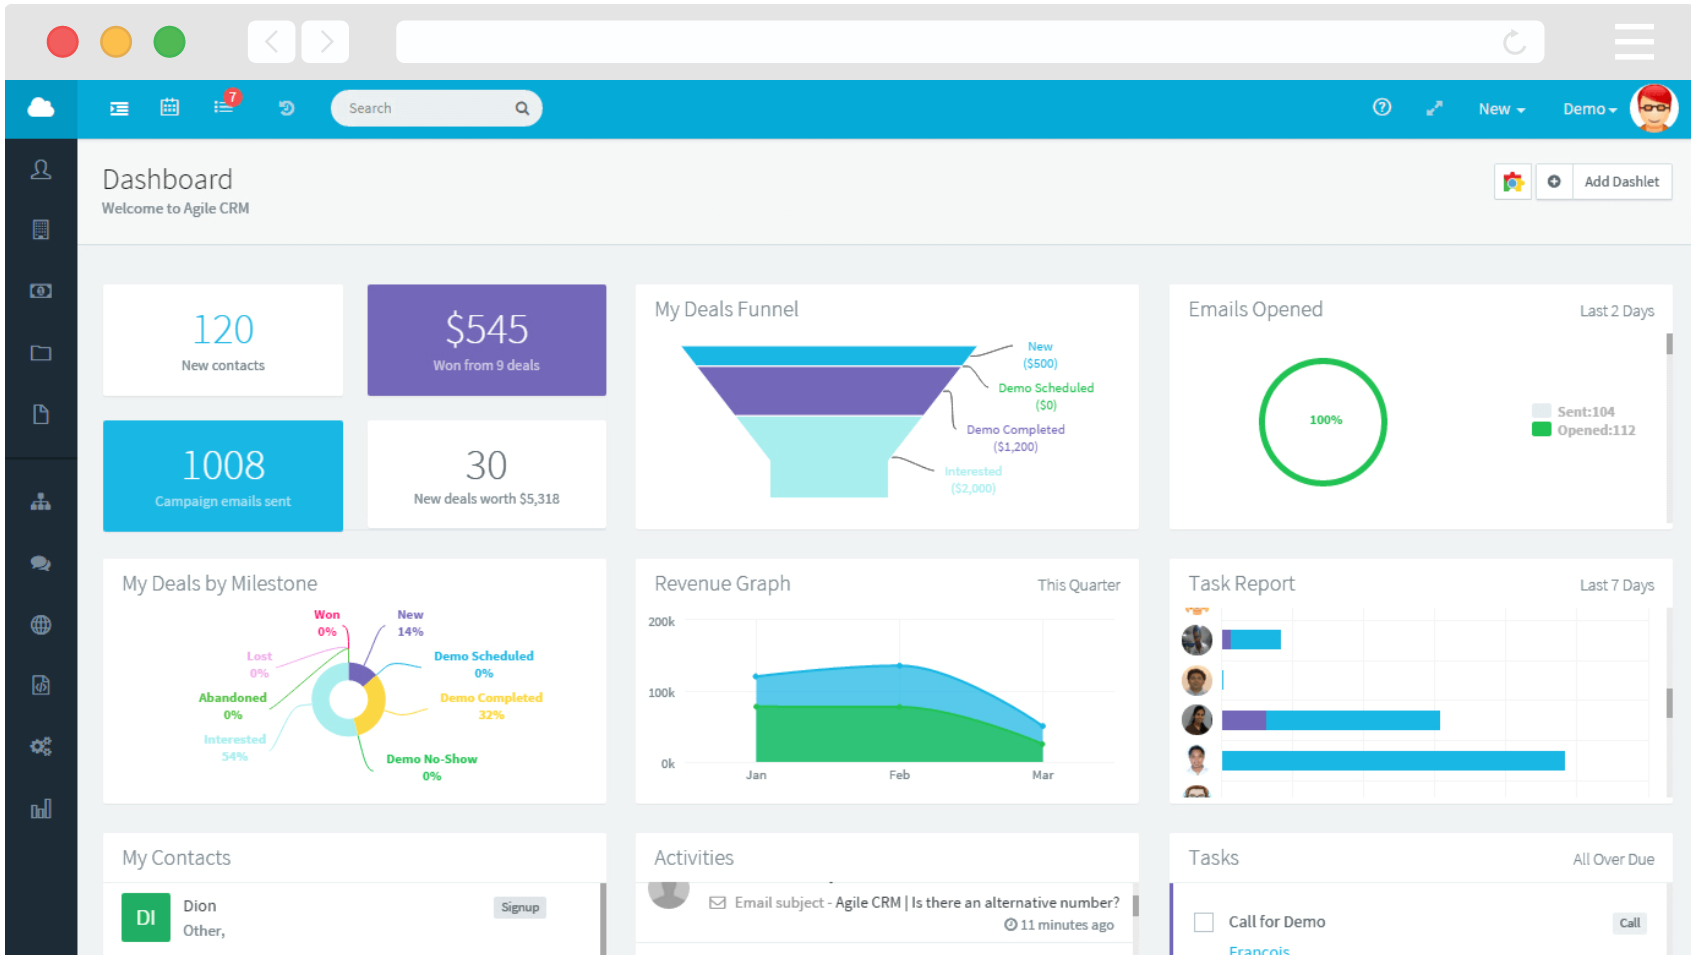 7
Search
New
Demo
Dashboard
Welcome to Agile CRM
Add Dashlet
120
New contacts
$545
Won from 9 deals
1008
Campaign emails sent
30
New deals worth $5,318
My Deals Funnel
New
($500)
Demo Scheduled
($0)
Demo Completed
($1,200)
Interested
($2,000)
Emails Opened
Last 2 Days
100%
Sent:104
Opened:112
My Deals by Milestone
Won
0%
New
14%
Lost
0%
Demo Scheduled
0%
Abandoned
0%
Demo Completed
32%
Interested
54%
Demo No-Show
0%
Revenue Graph
This Quarter
200k
100k
0k
Jan
Feb
Mar
Task Report
Last 7 Days
My Contacts
DI
Dion
Other,
Signup
Activities
Email subject - Agile CRM | Is there an alternative number?
11 minutes ago
Tasks
All Over Due
Call for Demo
Call
Francois